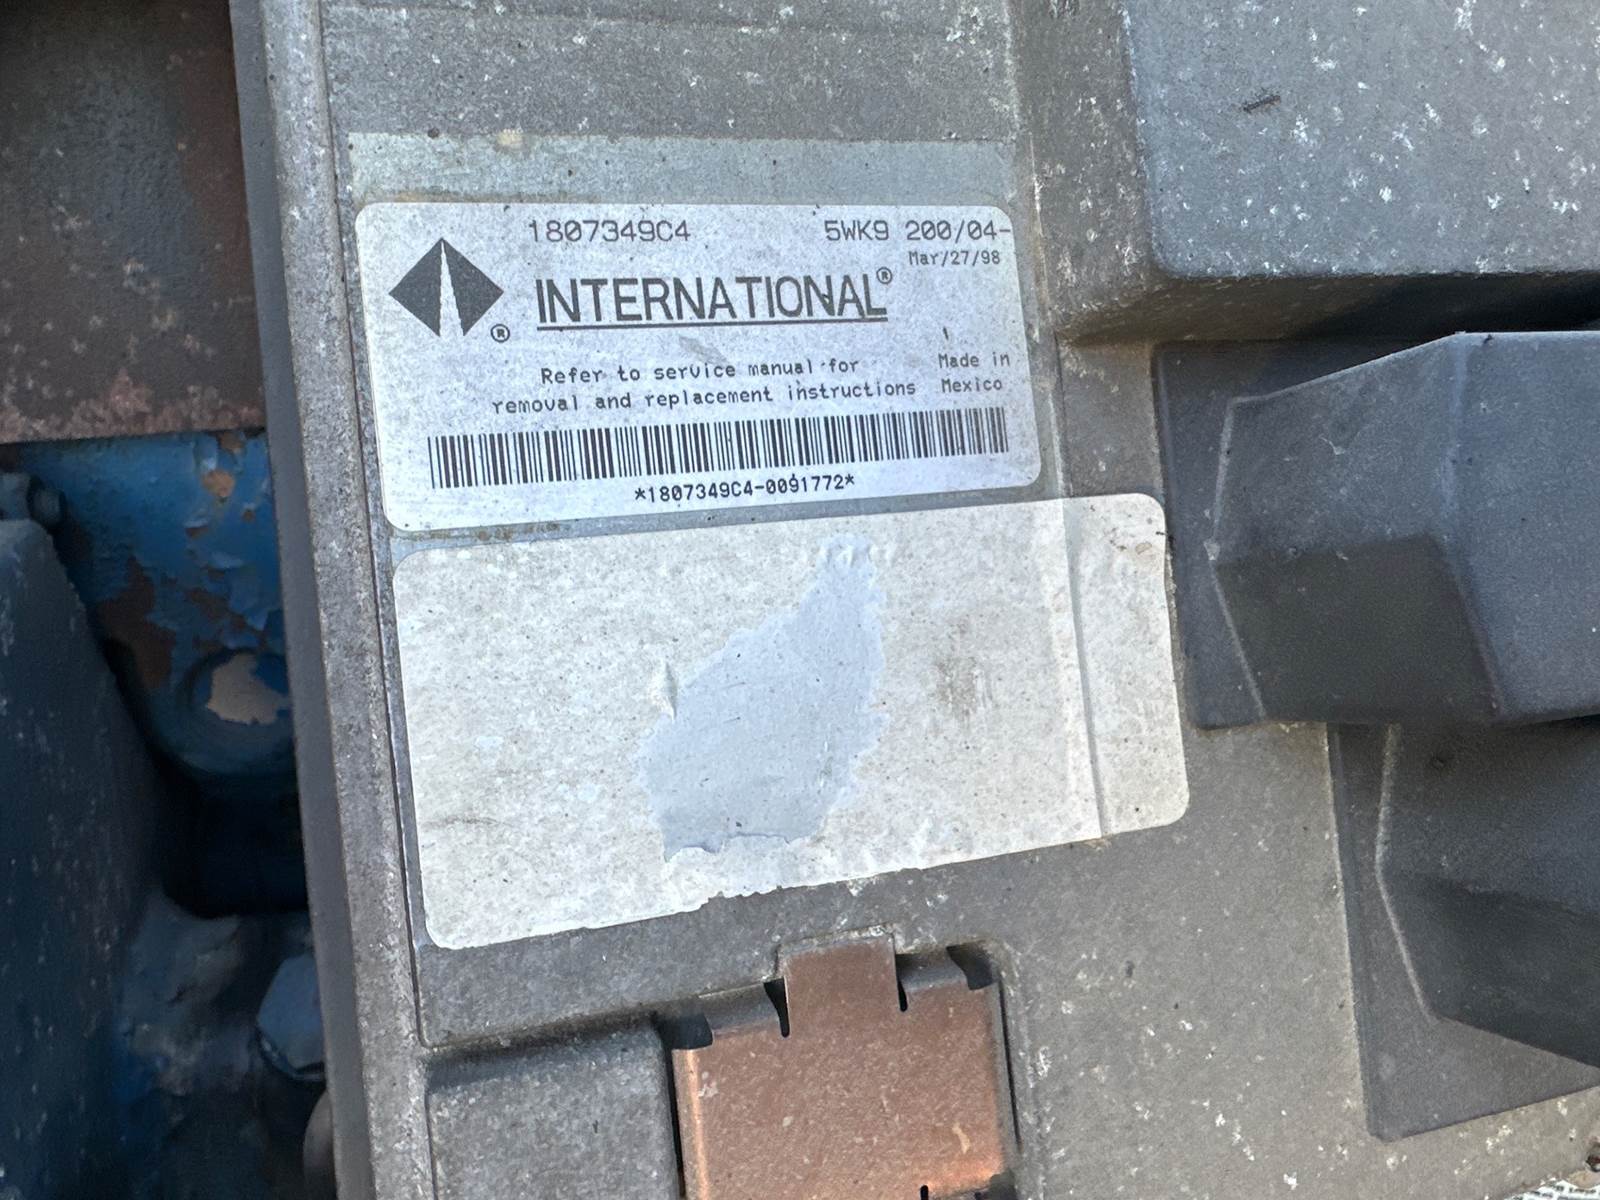 1807349C4 5WK9 200/04-
Mar/27/98
INTERNATIONAL®
®
Refer to service manual for
removal and replacement instructions
Made in
Mexico
*1807349C4-0091772*